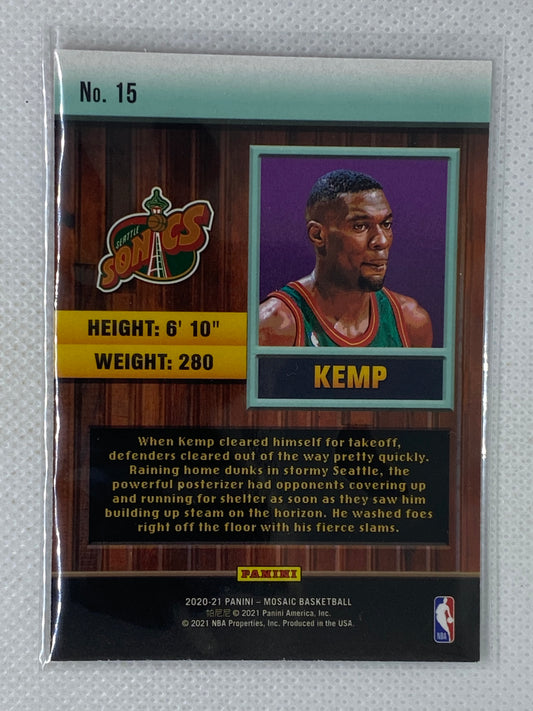 No. 15
SEATTLE
SONICS
HEIGHT: 6' 10"
WEIGHT: 280
KEMP
When Kemp cleared himself for takeoff,
defenders cleared out of the way pretty quickly.
Raining home dunks in stormy Seattle, the
powerful posterizer had opponents covering up
and running for shelter as soon as they saw him
building up steam on the horizon. He washed foes
right off the floor with his fierce slams.
PANINI
2020-21 PANINI – MOSAIC BASKETBALL
帕尼尼 © 2021 Panini America, Inc.
© 2021 NBA Properties, Inc. Produced in the USA.
NBA